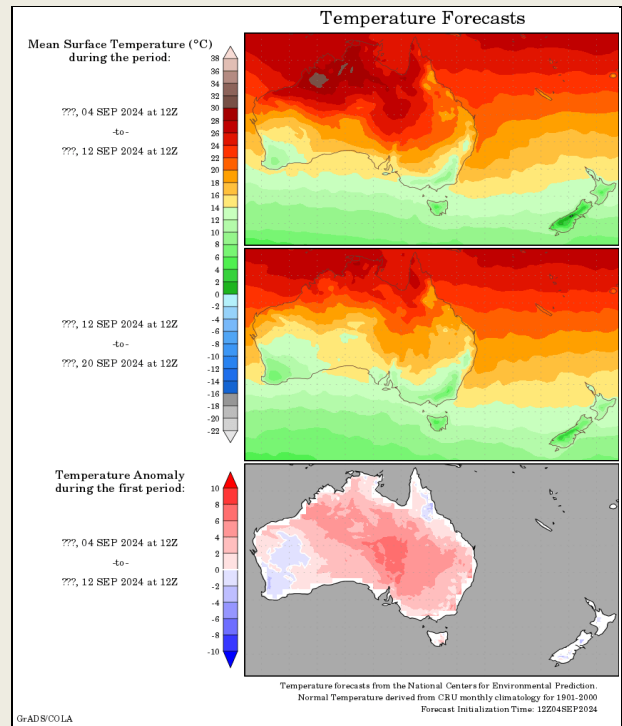 Temperature Forecasts
Mean Surface Temperature (°C)
during the period:
???, 04 SEP 2024 at 12Z
-to-
???, 12 SEP 2024 at 12Z
38
36
34
32
30
28
26
24
22
20
18
16
14
12
10
8
6
4
2
0
-2
-4
-6
-8
-10
-12
-14
-16
-18
-20
-22
???, 12 SEP 2024 at 12Z
-to-
???, 20 SEP 2024 at 12Z
Temperature Anomaly
during the first period:
???, 04 SEP 2024 at 12Z
-to-
???, 12 SEP 2024 at 12Z
10
8
6
4
2
0
-2
-4
-6
-8
-10
Temperature forecasts from the National Centers for Environmental Prediction.
Normal Temperature derived from CRU monthly climatology for 1901-2000
Forecast Initialization Time: 12Z04SEP2024
GrADS/COLA